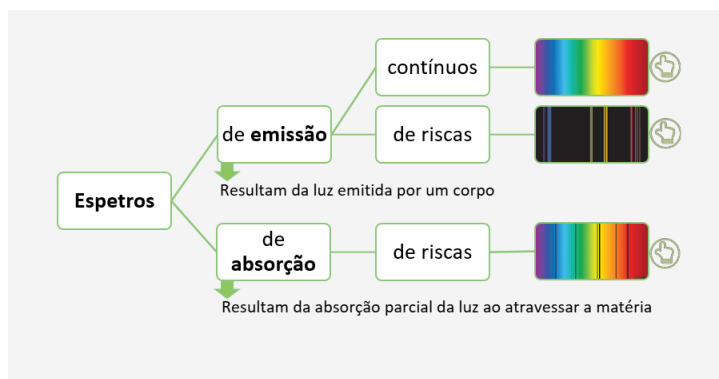 contínuos
de emissão
de riscas
Resultam da luz emitida por um corpo
Espetros
de
absorção
de riscas
Resultam da absorção parcial da luz ao atravessar a matéria